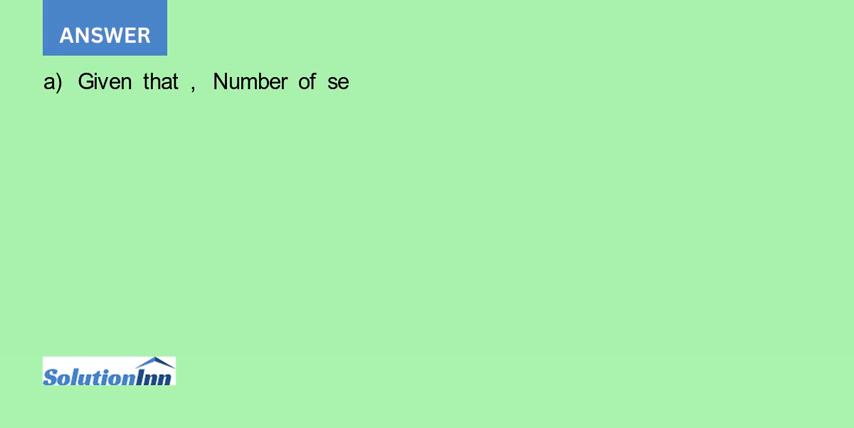 ANSWER
a) Given that , Number of se
SolutionInn